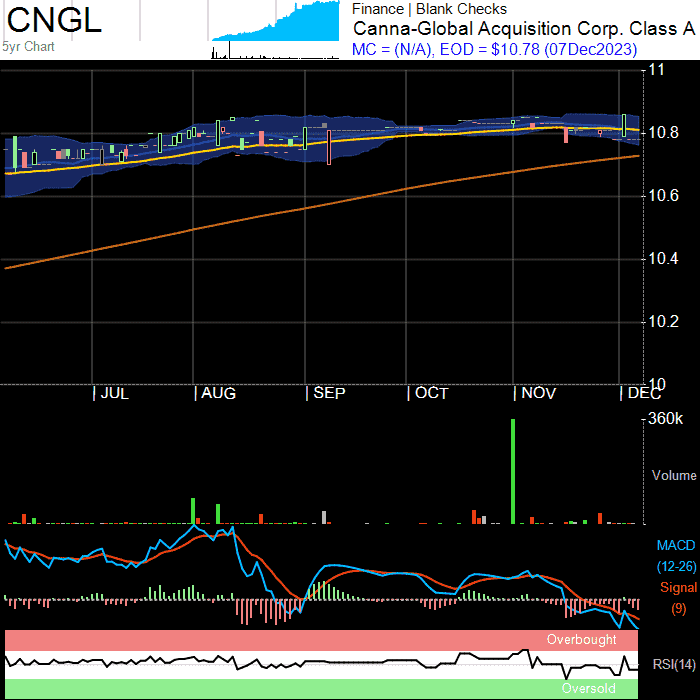 CNGL
5yr Chart
Finance | Blank Checks
Canna-Global Acquisition Corp. Class A
MC = (N/A), EOD = $10.78 (07Dec2023)
11
10.8
10.6
10.4
10.2
10
JUL AUG SEP OCT NOV DEC
360k
Volume
MACD
(12-26)
Signal
(9)
Overbought
RSI(14)
Oversold